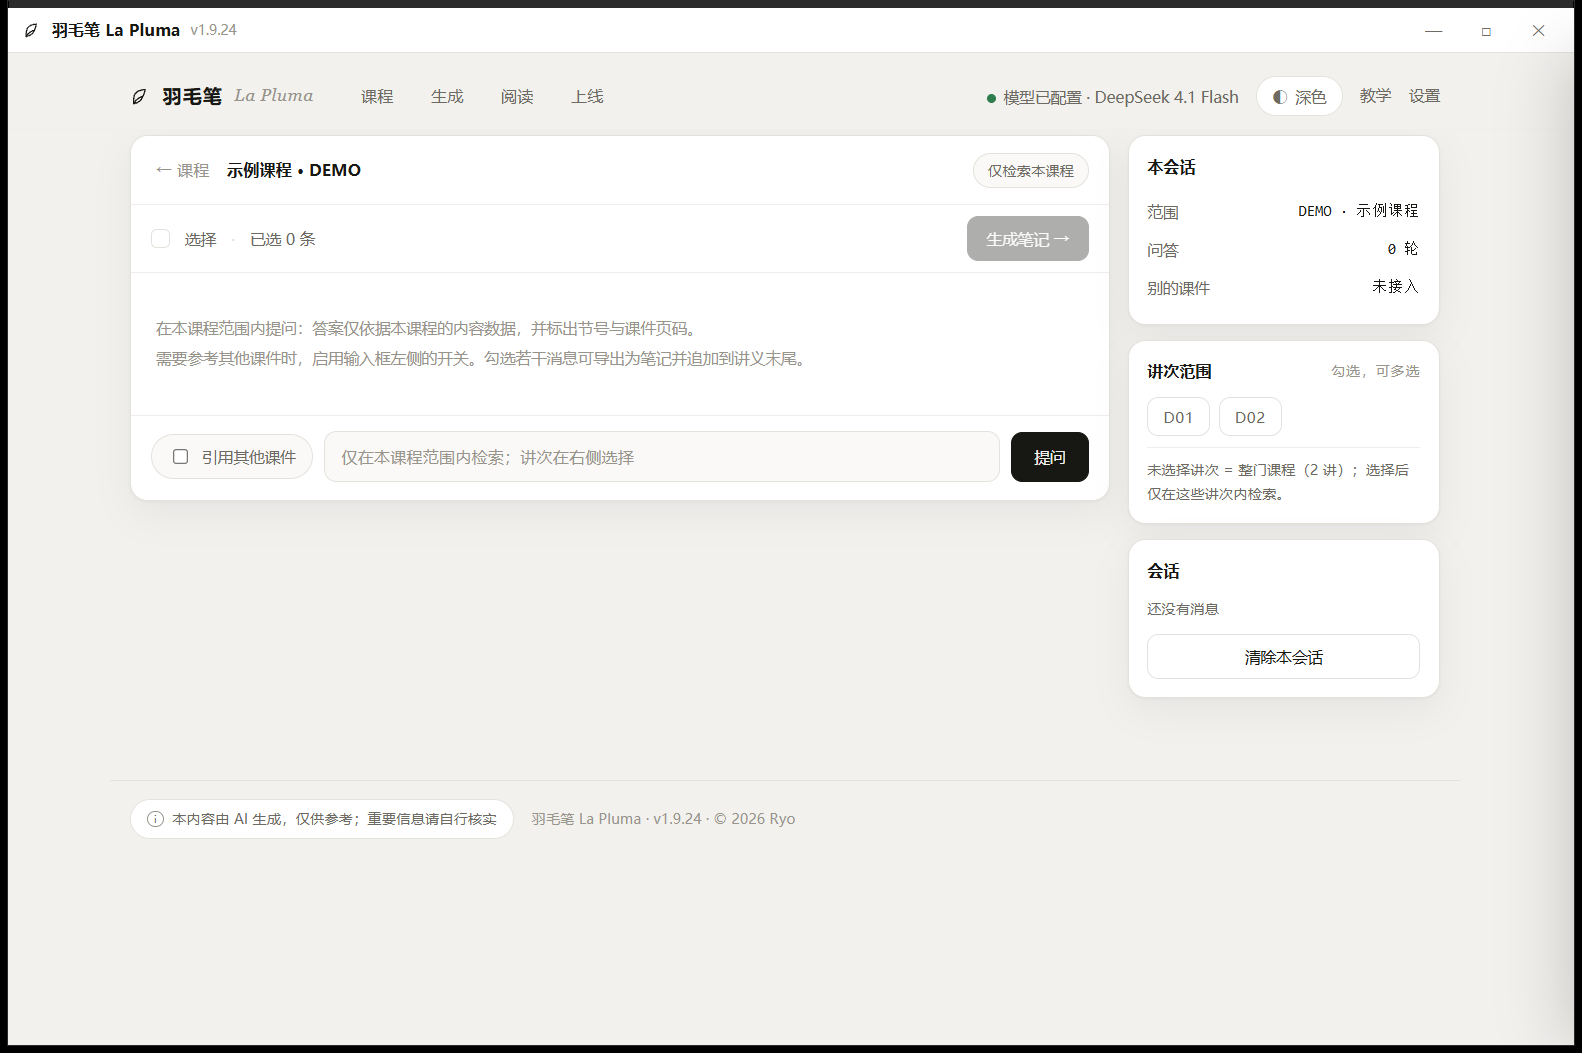 羽毛笔 La Pluma v1.9.24
羽毛笔 La Pluma 课程 生成 阅读 上线 模型已配置 · DeepSeek 4.1 Flash 深色 教学 设置
← 课程 示例课程 • DEMO 仅检索本课程
选择 · 已选 0 条 生成笔记 →
在本课程范围内提问：答案仅依据本课程的内容数据，并标出节号与课件页码。
需要参考其他课件时，启用输入框左侧的开关。勾选若干消息可导出为笔记并追加到讲义末尾。
引用其他课件 仅在本课程范围内检索；讲次在右侧选择 提问
本会话
范围 DEMO · 示例课程
问答 0 轮
别的课件 未接入
讲次范围 勾选，可多选
D01 D02
未选择讲次 = 整门课程（2 讲）；选择后
仅在这些讲次内检索。
会话
还没有消息
清除本会话
本内容由 AI 生成，仅供参考；重要信息请自行核实 羽毛笔 La Pluma · v1.9.24 · © 2026 Ryo